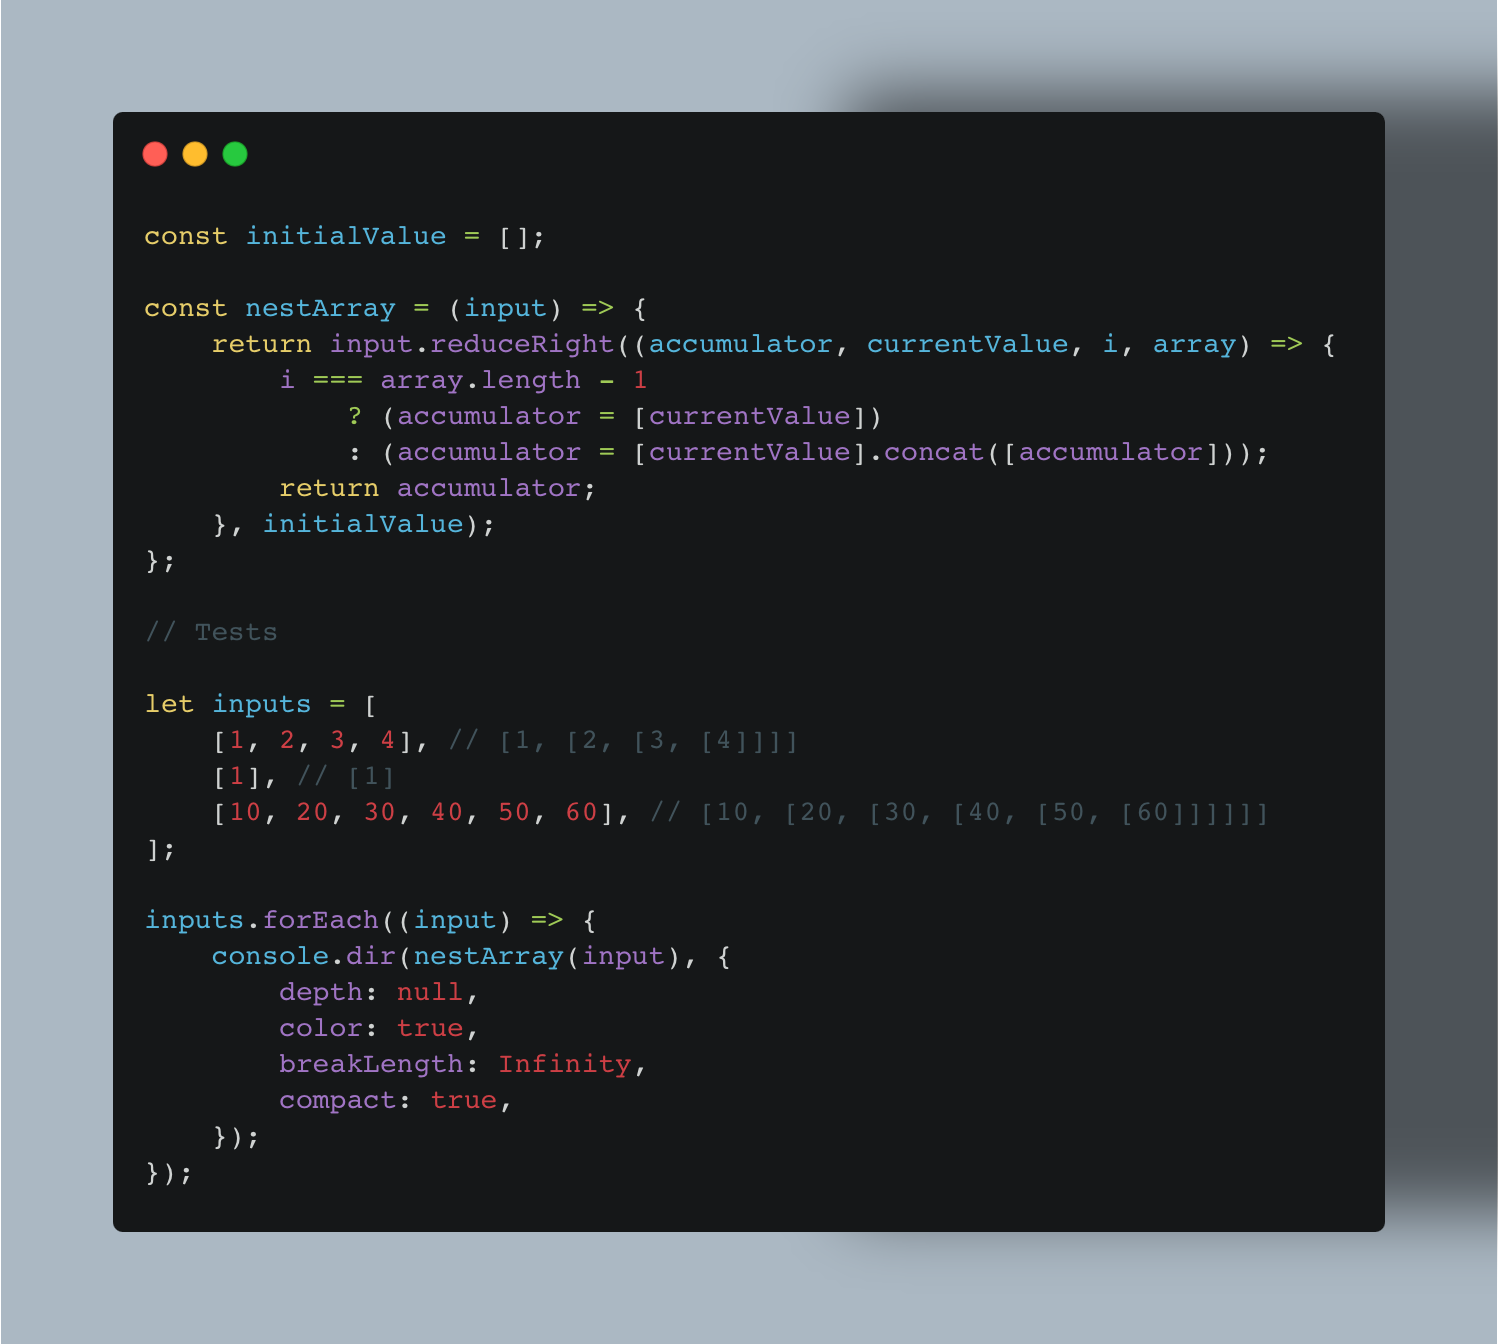 const initialValue = [];

const nestArray = (input) => {
    return input.reduceRight((accumulator, currentValue, i, array) => {
        i === array.length - 1
            ? (accumulator = [currentValue])
            : (accumulator = [currentValue].concat([accumulator]));
        return accumulator;
    }, initialValue);
};

// Tests

let inputs = [
    [1, 2, 3, 4], // [1, [2, [3, [4]]]]
    [1], // [1]
    [10, 20, 30, 40, 50, 60], // [10, [20, [30, [40, [50, [60]]]]]]
];

inputs.forEach((input) => {
    console.dir(nestArray(input), {
        depth: null,
        color: true,
        breakLength: Infinity,
        compact: true,
    });
});